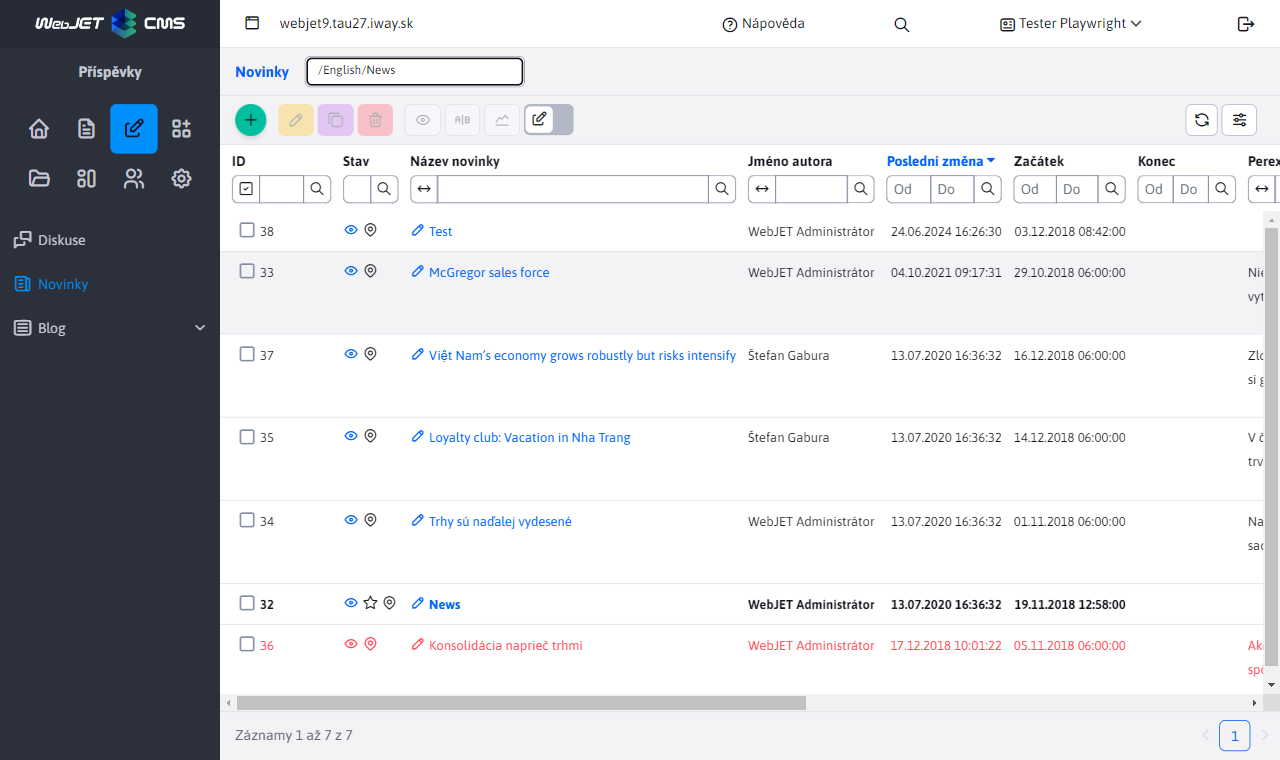 WebJET CMS
webjet9.tau27.iway.sk
Nápověda
Tester Playwright
Příspěvky
Novinky
/English/News
A|B
Diskuse
Novinky
Blog
ID Stav Název novinky Jméno autora Poslední změna Začátek Konec Perex
Od Do Od Do Od Do
38 Test WebJET Administrátor 24.06.2024 16:26:30 03.12.2018 08:42:00
33 McGregor sales force WebJET Administrátor 04.10.2021 09:17:31 29.10.2018 06:00:00 Nie
vyt
37 Việt Nam's economy grows robustly but risks intensify Štefan Gabura 13.07.2020 16:36:32 16.12.2018 06:00:00 Zlo
si g
35 Loyalty club: Vacation in Nha Trang Štefan Gabura 13.07.2020 16:36:32 14.12.2018 06:00:00 V č
trv
34 Trhy sú naďalej vydesené WebJET Administrátor 13.07.2020 16:36:32 01.11.2018 06:00:00 Na
sad
32 News WebJET Administrátor 13.07.2020 16:36:32 19.11.2018 12:58:00
36 Konsolidácia naprieč trhmi WebJET Administrátor 17.12.2018 10:01:22 05.11.2018 06:00:00 Ak
spo
Záznamy 1 až 7 z 7
1